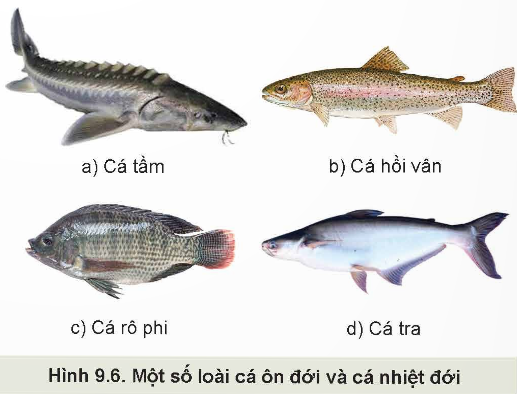 a) Cá tầm
b) Cá hồi vân
c) Cá rô phi
d) Cá tra
Hình 9.6. Một số loài cá ôn đới và cá nhiệt đới